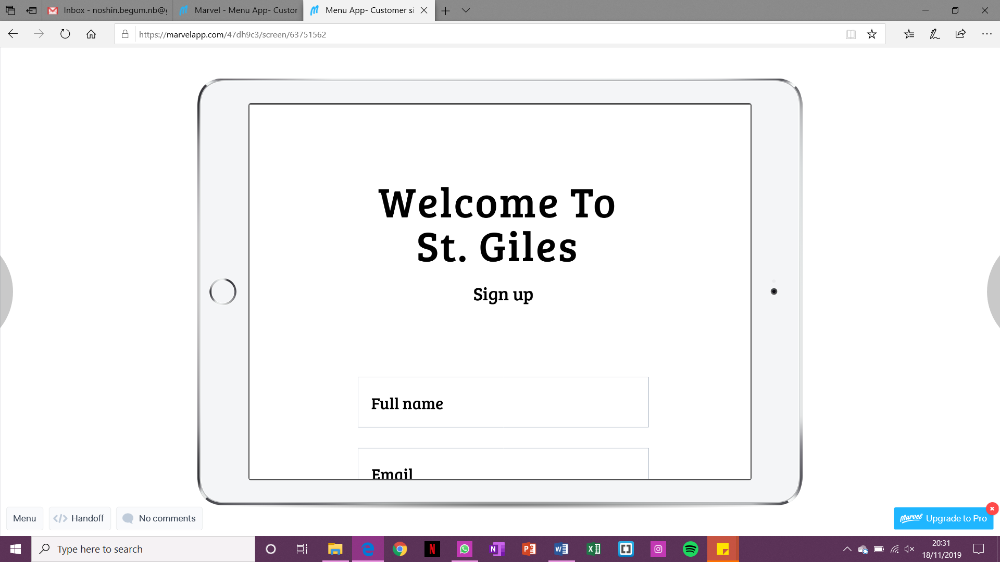 Inbox - noshin.begum.nb@g
Marvel - Menu App- Custor
Menu App- Customer si
https://marvelapp.com/47dh9c3/screen/63751562
Welcome To
St. Giles
Sign up
Full name
Email
Menu
Handoff
No comments
Marvel Upgrade to Pro
Type here to search
20:31
18/11/2019